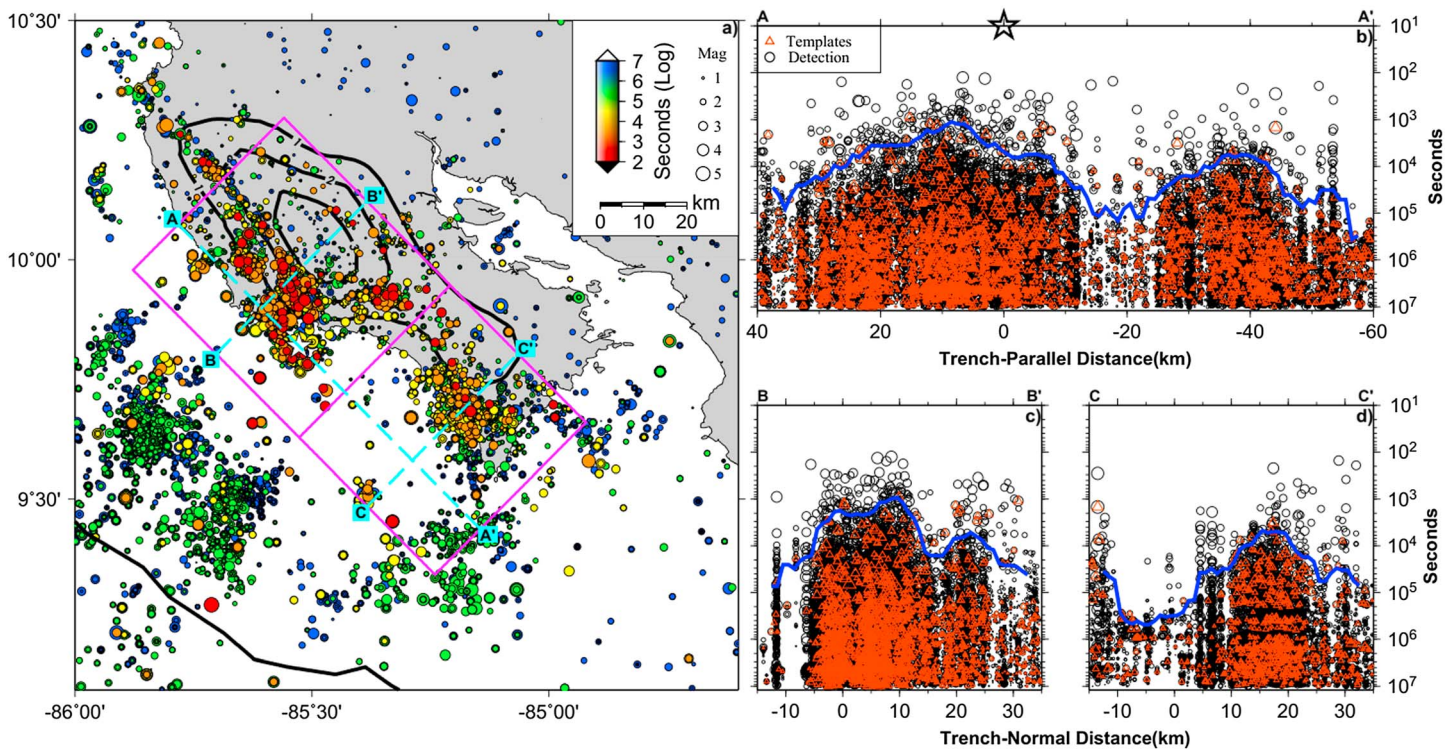 10°30'
10°00'
9°30'
-86°00'
-85°30'
-85°00'
a)
Seconds (Log)
7
6
5
4
3
2
Mag
1
2
3
4
5
0 10 20 km
A
B'
B
C'
C
A'
A
A'
b)
Templates
Detection
10¹
10²
10³
10⁴
10⁵
10⁶
10⁷
Seconds
40 20 0 -20 -40 -60
Trench-Parallel Distance(km)
B
B'
c)
C
C'
d)
10¹
10²
10³
10⁴
10⁵
10⁶
10⁷
Seconds
-10 0 10 20 30
-10 0 10 20 30
Trench-Normal Distance(km)